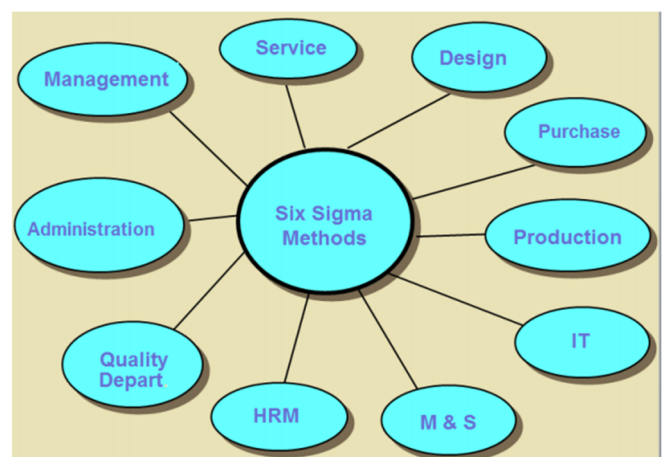 Service
Design
Management
Purchase
Six Sigma
Methods
Administration
Production
IT
Quality
Depart
HRM
M & S